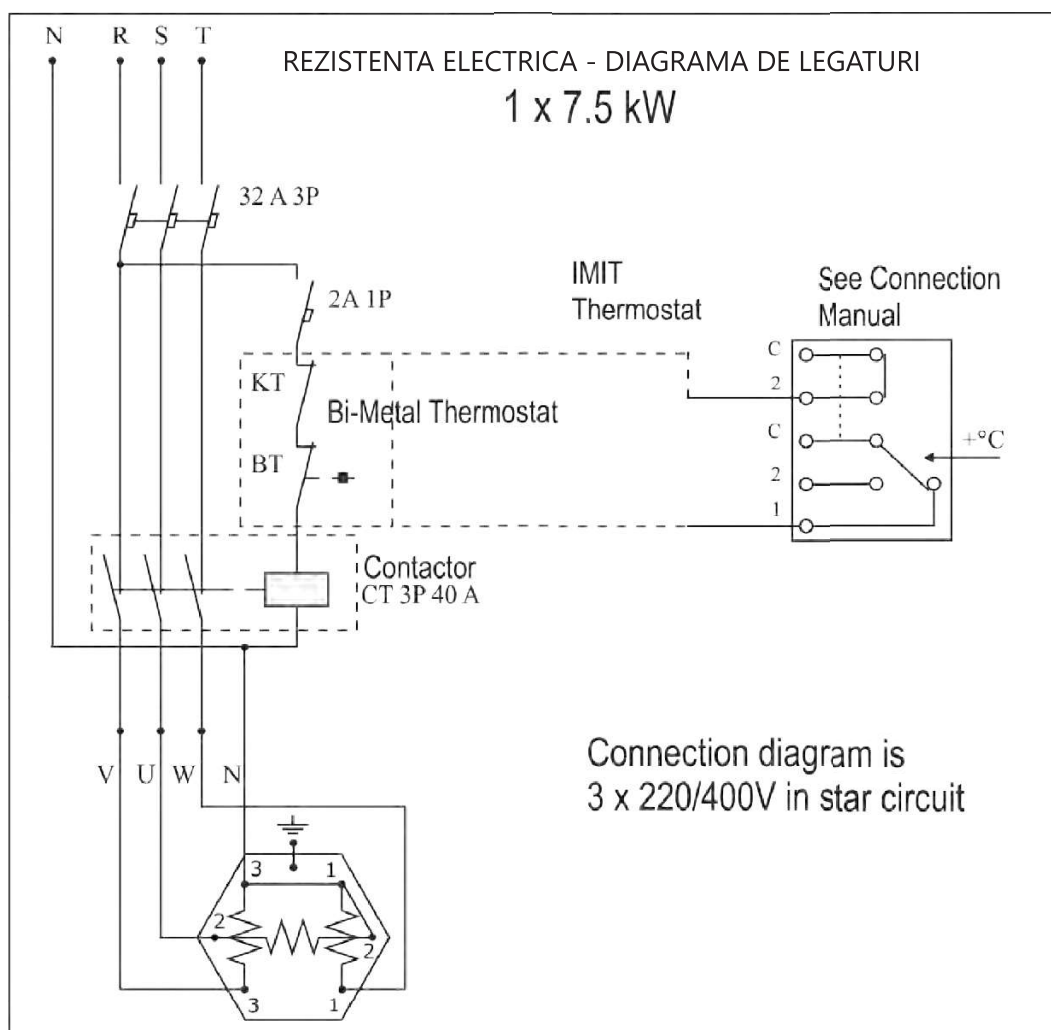 N R S T
REZISTENTA ELECTRICA - DIAGRAMA DE LEGATURI
1 x 7.5 kW
32 A 3P
2A 1P
IMIT
Thermostat
See Connection
Manual
C
2
C
2
1
+°C
KT
Bi-Metal Thermostat
BT
Contactor
CT 3P 40 A
V U W N
Connection diagram is
3 x 220/400V in star circuit
3 1
2 2
3 1